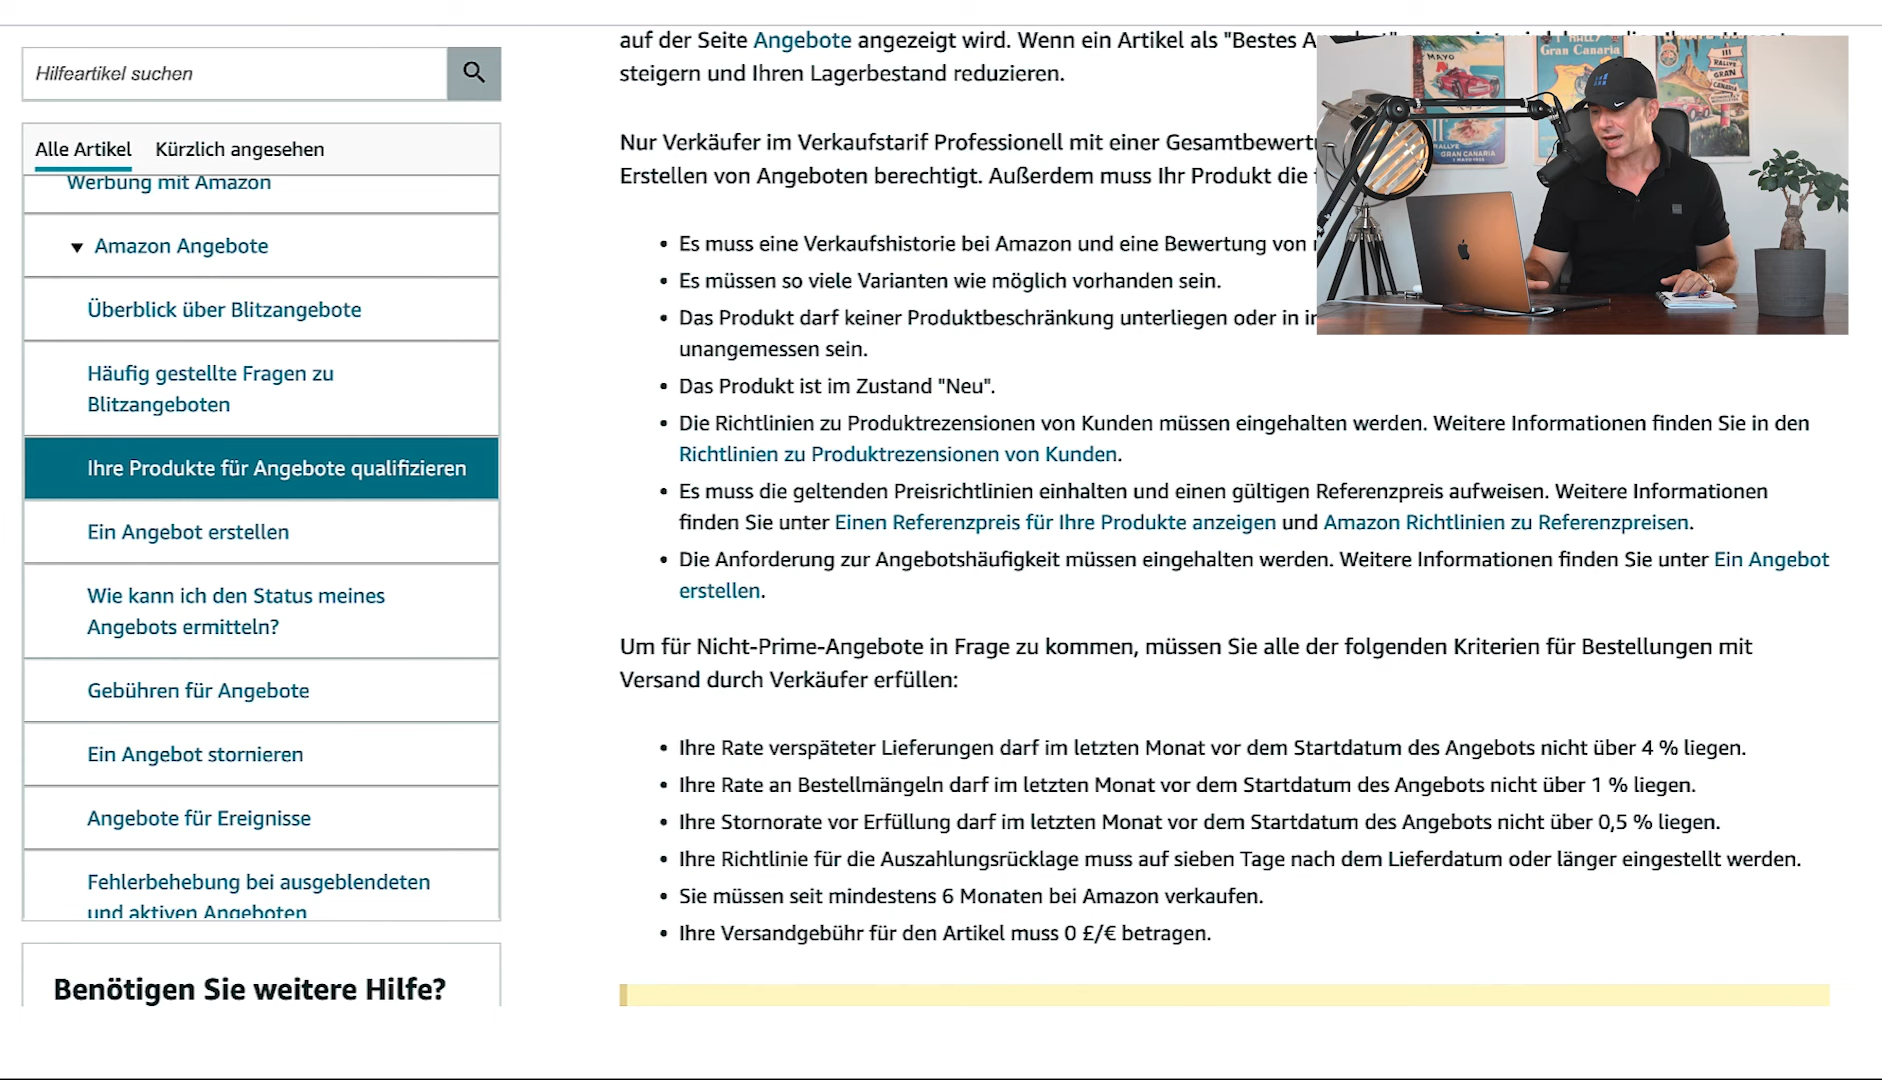 auf der Seite Angebote angezeigt wird. Wenn ein Artikel als "Bestes
steigern und Ihren Lagerbestand reduzieren.
Hilfeartikel suchen
Alle Artikel Kürzlich angesehen
Werbung mit Amazon
Amazon Angebote
Überblick über Blitzangebote
Häufig gestellte Fragen zu
Blitzangeboten
Ihre Produkte für Angebote qualifizieren
Ein Angebot erstellen
Wie kann ich den Status meines
Angebots ermitteln?
Gebühren für Angebote
Ein Angebot stornieren
Angebote für Ereignisse
Fehlerbehebung bei ausgeblendeten
und aktiven Angeboten
Benötigen Sie weitere Hilfe?
Nur Verkäufer im Verkaufstarif Professionell mit einer
Erstellen von Angeboten berechtigt. Außerdem muss Ihr Produkt die
• Es muss eine Verkaufshistorie bei Amazon und eine Bewertung von
• Es müssen so viele Varianten wie möglich vorhanden sein.
• Das Produkt darf keiner Produktbeschränkung unterliegen oder in
unangemessen sein.
• Das Produkt ist im Zustand "Neu".
• Die Richtlinien zu Produktrezensionen von Kunden müssen eingehalten werden. Weitere Informationen finden Sie in den
Richtlinien zu Produktrezensionen von Kunden.
• Es muss die geltenden Preisrichtlinien einhalten und einen gültigen Referenzpreis aufweisen. Weitere Informationen
finden Sie unter Einen Referenzpreis für Ihre Produkte anzeigen und Amazon Richtlinien zu Referenzpreisen.
• Die Anforderung zur Angebotshäufigkeit müssen eingehalten werden. Weitere Informationen finden Sie unter Ein Angebot
erstellen.
Um für Nicht-Prime-Angebote in Frage zu kommen, müssen Sie alle der folgenden Kriterien für Bestellungen mit
Versand durch Verkäufer erfüllen:
• Ihre Rate verspäteter Lieferungen darf im letzten Monat vor dem Startdatum des Angebots nicht über 4 % liegen.
• Ihre Rate an Bestellmängeln darf im letzten Monat vor dem Startdatum des Angebots nicht über 1 % liegen.
• Ihre Stornorate vor Erfüllung darf im letzten Monat vor dem Startdatum des Angebots nicht über 0,5 % liegen.
• Ihre Richtlinie für die Auszahlungsrücklage muss auf sieben Tage nach dem Lieferdatum oder länger eingestellt werden.
• Sie müssen seit mindestens 6 Monaten bei Amazon verkaufen.
• Ihre Versandgebühr für den Artikel muss 0 £/€ betragen.
MAYO
RALLYE
GRAN CANARIA
Gran Canaria
RALLYE
GRAN
CANARIA